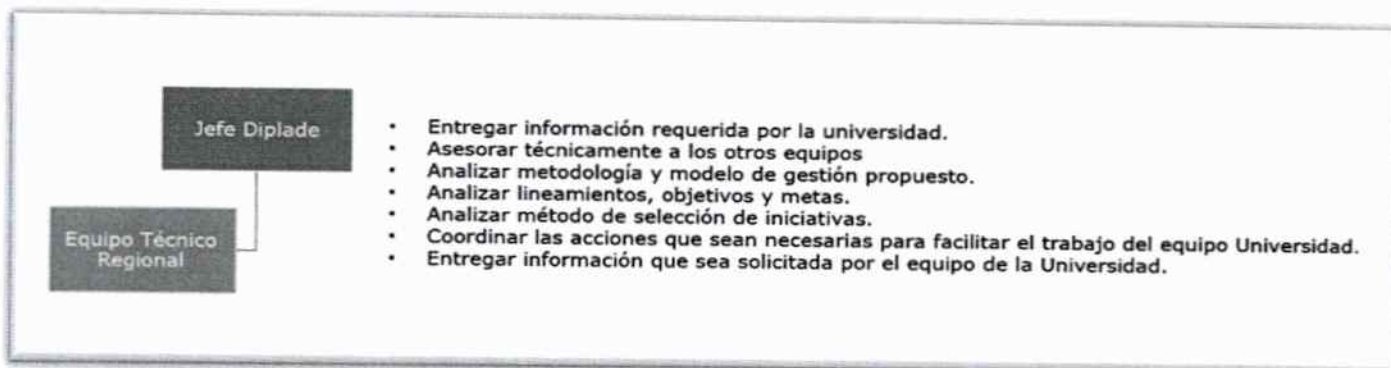 Jefe Diplade
Equipo Técnico
Regional
• Entregar información requerida por la universidad.
• Asesorar técnicamente a los otros equipos
• Analizar metodología y modelo de gestión propuesto.
• Analizar lineamientos, objetivos y metas.
• Analizar método de selección de iniciativas.
• Coordinar las acciones que sean necesarias para facilitar el trabajo del equipo Universidad.
• Entregar información que sea solicitada por el equipo de la Universidad.